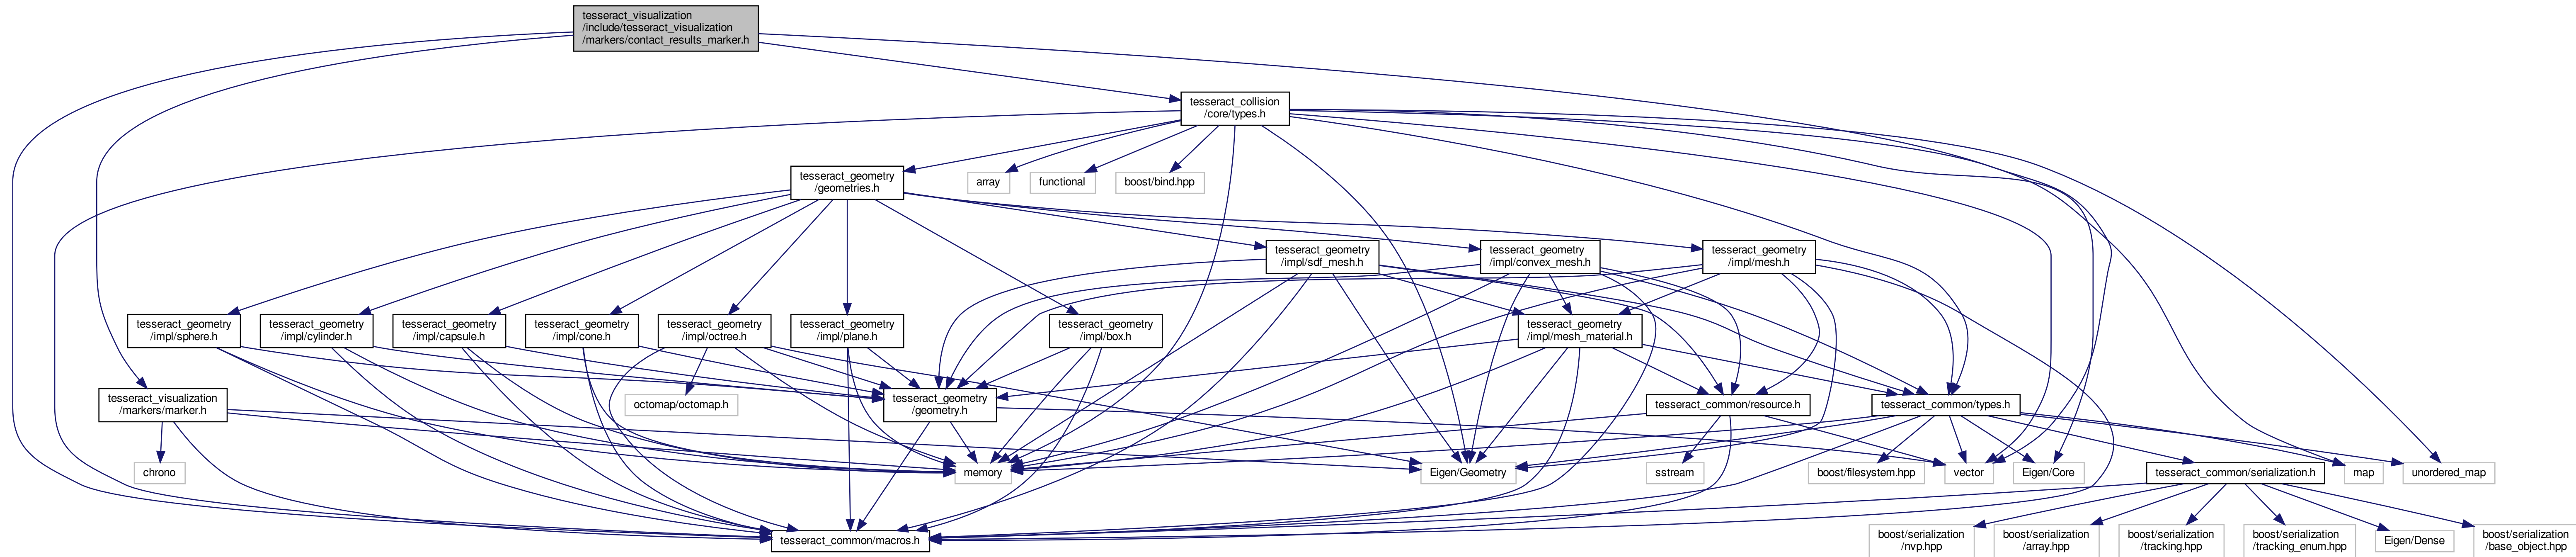 tesseract_visualization
/include/tesseract_visualization
/markers/contact_results_marker.h
tesseract_collision
/core/types.h
tesseract_geometry
/geometries.h
array
functional
boost/bind.hpp
tesseract_geometry
/impl/sdf_mesh.h
tesseract_geometry
/impl/convex_mesh.h
tesseract_geometry
/impl/mesh.h
tesseract_geometry
/impl/sphere.h
tesseract_geometry
/impl/cylinder.h
tesseract_geometry
/impl/capsule.h
tesseract_geometry
/impl/cone.h
tesseract_geometry
/impl/octree.h
tesseract_geometry
/impl/plane.h
tesseract_geometry
/impl/box.h
tesseract_geometry
/impl/mesh_material.h
tesseract_visualization
/markers/marker.h
octomap/octomap.h
tesseract_geometry
/geometry.h
tesseract_common/resource.h
tesseract_common/types.h
chrono
memory
Eigen/Geometry
sstream
boost/filesystem.hpp
vector
Eigen/Core
tesseract_common/serialization.h
map
unordered_map
tesseract_common/macros.h
boost/serialization
/nvp.hpp
boost/serialization
/array.hpp
boost/serialization
/tracking.hpp
boost/serialization
/tracking_enum.hpp
Eigen/Dense
boost/serialization
/base_object.hpp